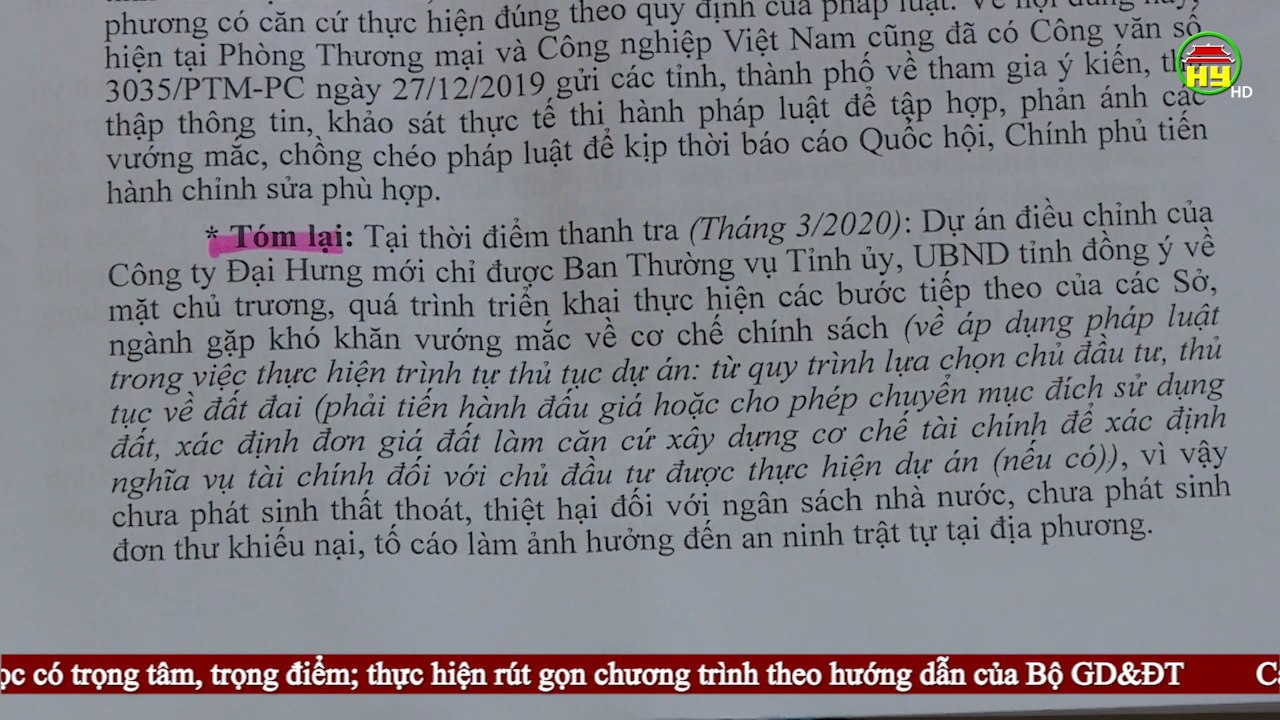 phương có căn cứ thực hiện đúng theo quy định của pháp luật. Về nội dung này,
hiện tại Phòng Thương mại và Công nghiệp Việt Nam cũng đã có Công văn số
3035/PTM-PC ngày 27/12/2019 gửi các tỉnh, thành phố về tham gia ý kiến,
thập thông tin, khảo sát thực tế thi hành pháp luật để tập hợp, phản ánh các
vướng mắc, chồng chéo pháp luật để kịp thời báo cáo Quốc hội, Chính phủ tiến
hành chỉnh sửa phù hợp.
* Tóm lại: Tại thời điểm thanh tra (Tháng 3/2020): Dự án điều chỉnh của
Công ty Đại Hưng mới chỉ được Ban Thường vụ Tỉnh ủy, UBND tỉnh đồng ý về
mặt chủ trương, quá trình triển khai thực hiện các bước tiếp theo của các Sở,
ngành gặp khó khăn vướng mắc về cơ chế chính sách (về áp dụng pháp luật
trong việc thực hiện trình tự thủ tục dự án: từ quy trình lựa chọn chủ đầu tư, thủ
tục về đất đai (phải tiến hành đấu giá hoặc cho phép chuyển mục đích sử dụng
đất, xác định đơn giá đất làm căn cứ xây dựng cơ chế tài chính để xác định
nghĩa vụ tài chính đối với chủ đầu tư được thực hiện dự án (nếu có)), vì vậy
chưa phát sinh thất thoát, thiệt hại đối với ngân sách nhà nước, chưa phát sinh
đơn thư khiếu nại, tố cáo làm ảnh hưởng đến an ninh trật tự tại địa phương.
HY
HD
ọc có trọng tâm, trọng điểm; thực hiện rút gọn chương trình theo hướng dẫn của Bộ GD&ĐT